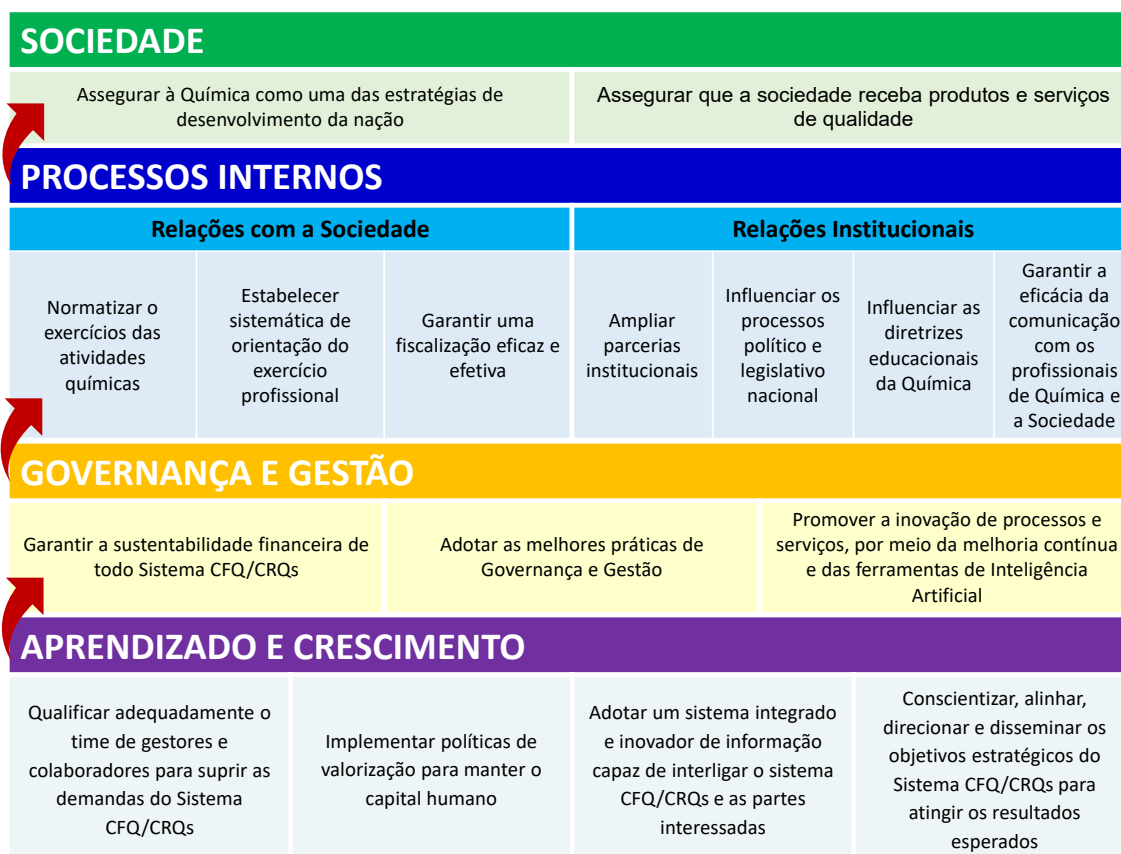 SOCIEDADE
Assegurar à Química como uma das estratégias de
desenvolvimento da nação
Assegurar que a sociedade receba produtos e serviços
de qualidade
PROCESSOS INTERNOS
Relações com a Sociedade
Relações Institucionais
Normatizar o
exercícios das
atividades
químicas
Estabelecer
sistemática de
orientação do
exercício
profissional
Garantir uma
fiscalização eficaz e
efetiva
Ampliar
parcerias
institucionais
Influenciar os
processos
político e
legislativo
nacional
Influenciar as
diretrizes
educacionais
da Química
Garantir a
eficácia da
comunicação
com os
profissionais
de Química e
a Sociedade
GOVERNANÇA E GESTÃO
Garantir a sustentabilidade financeira de
todo Sistema CFQ/CRQs
Adotar as melhores práticas de
Governança e Gestão
Promover a inovação de processos e
serviços, por meio da melhoria contínua
e das ferramentas de Inteligência
Artificial
APRENDIZADO E CRESCIMENTO
Qualificar adequadamente o
time de gestores e
colaboradores para suprir as
demandas do Sistema
CFQ/CRQs
Implementar políticas de
valorização para manter o
capital humano
Adotar um sistema integrado
e inovador de informação
capaz de interligar o sistema
CFQ/CRQs e as partes
interessadas
Conscientizar, alinhar,
direcionar e disseminar os
objetivos estratégicos do
Sistema CFQ/CRQs para
atingir os resultados
esperados